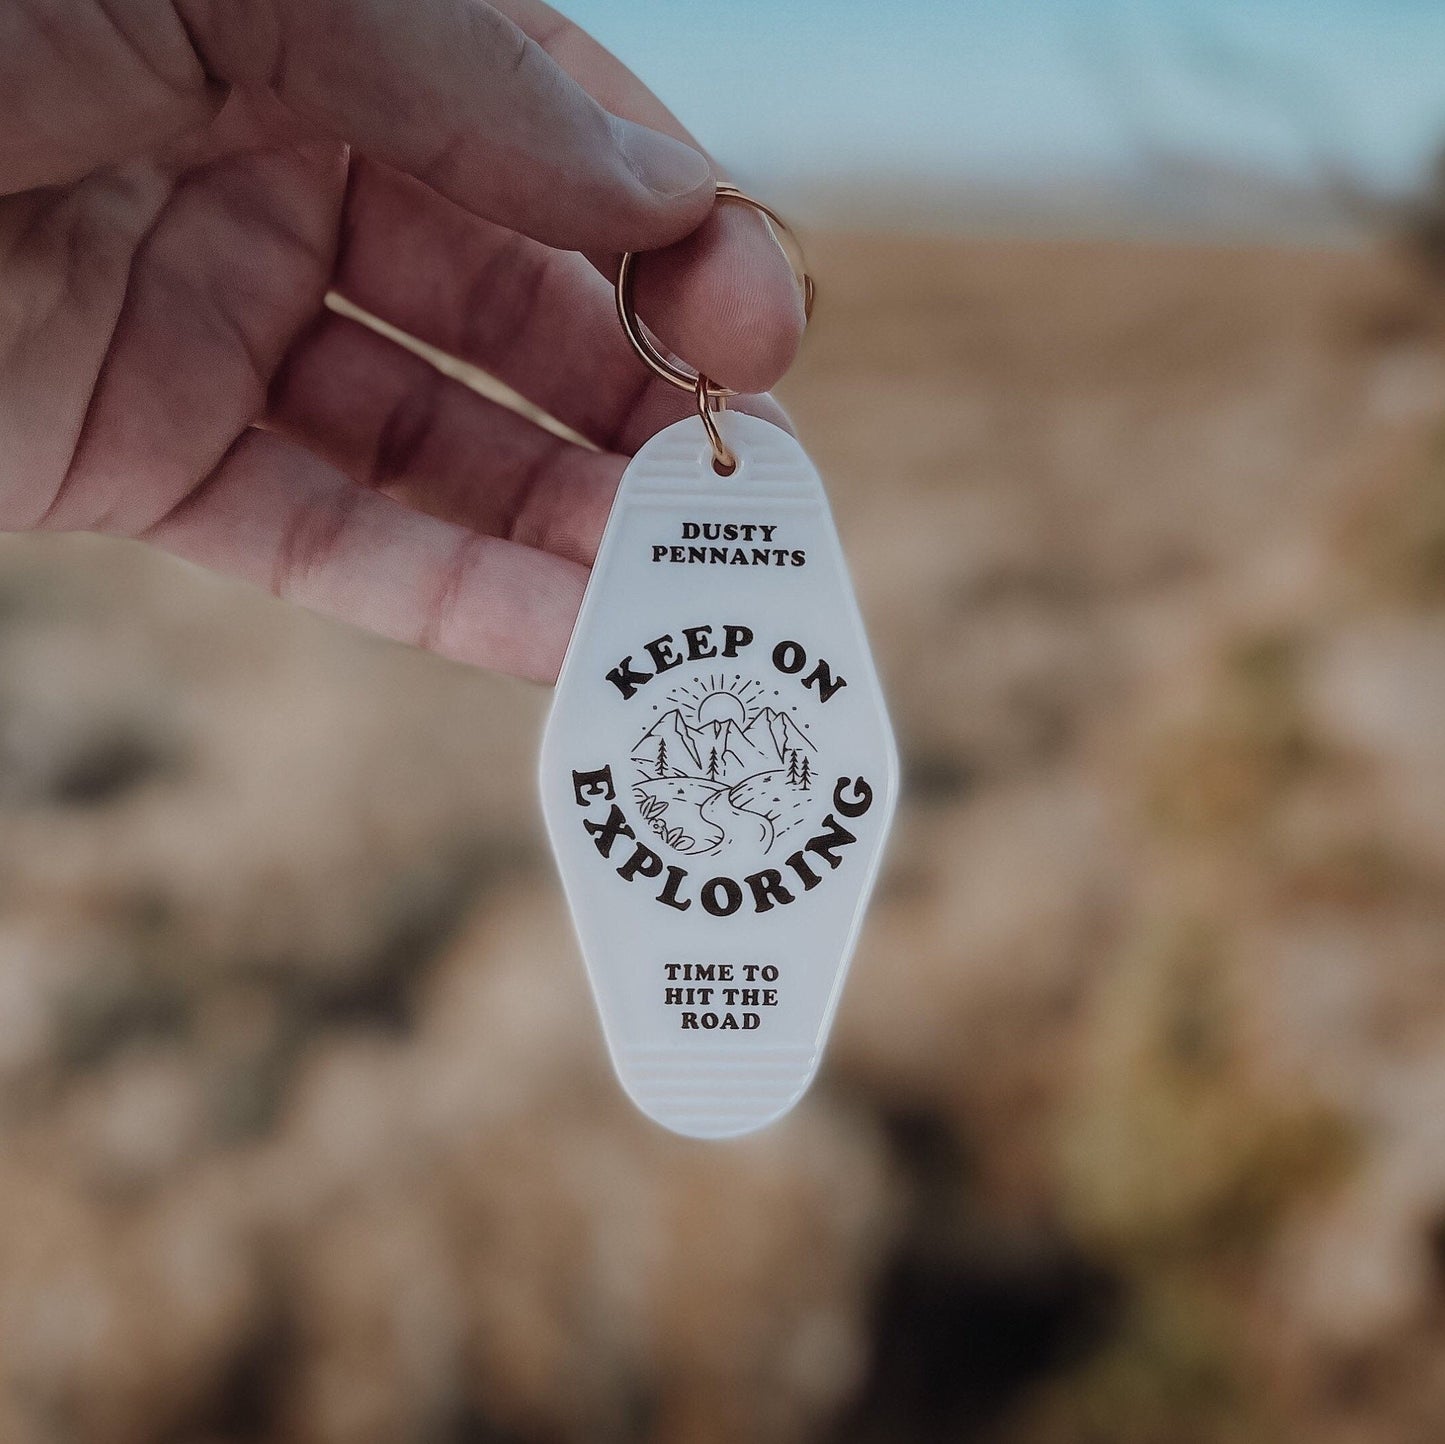 DUSTY
PENNANTS
KEEP ON
EXPLORING
TIME TO
HIT THE
ROAD